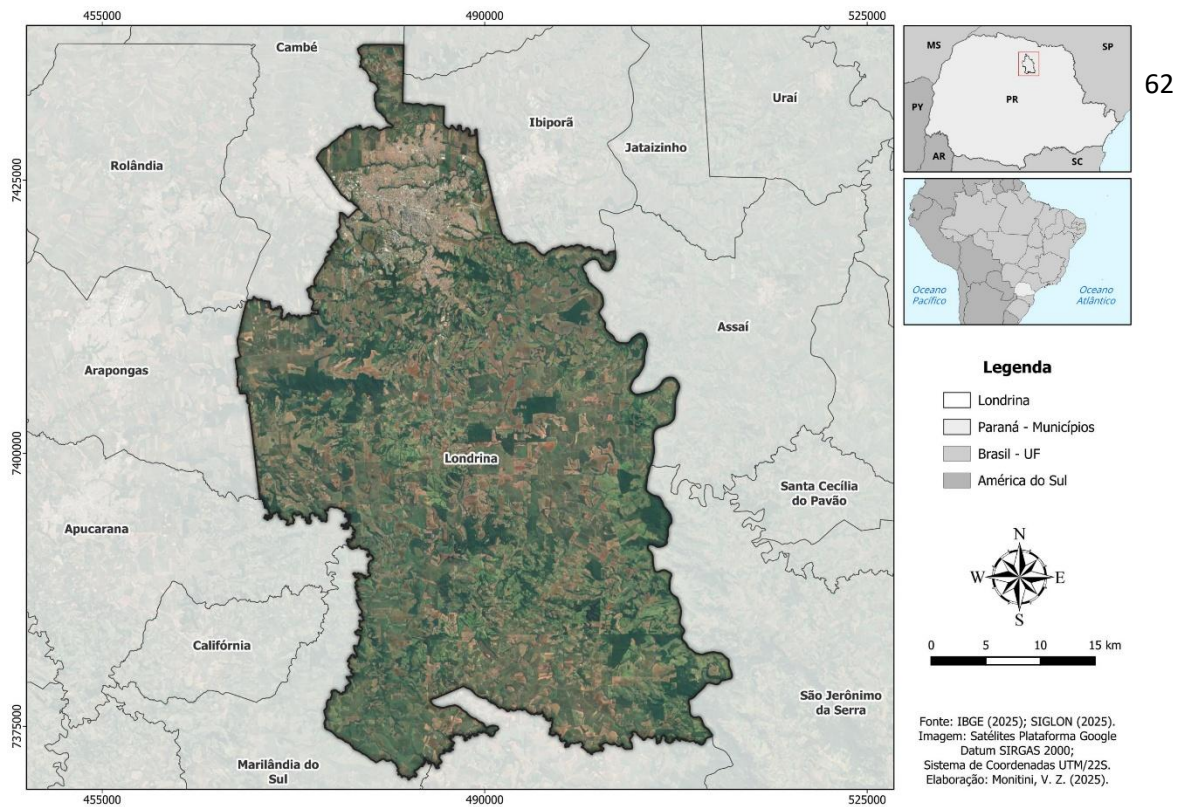 455000
490000
525000
Cambé
Uraí
Ibiporã
Jataizinho
Rolândia
7425000
7425000
Assaí
Arapongas
7400000
Londrina
7400000
Santa Cecília
do Pavão
Apucarana
Califórnia
São Jerônimo
da Serra
7375000
7375000
Marilândia do
Sul
455000
490000
525000
MS
SP
PY
PR
AR
SC
62
Oceano
Pacífico
Oceano
Atlântico
Legenda
Londrina
Paraná - Municípios
Brasil - UF
América do Sul
N
W
E
S
0
5
10
15 km
Fonte: IBGE (2025); SIGLON (2025).
Imagem: Satélites Plataforma Google
Datum SIRGAS 2000;
Sistema de Coordenadas UTM/22S.
Elaboração: Monitini, V. Z. (2025).